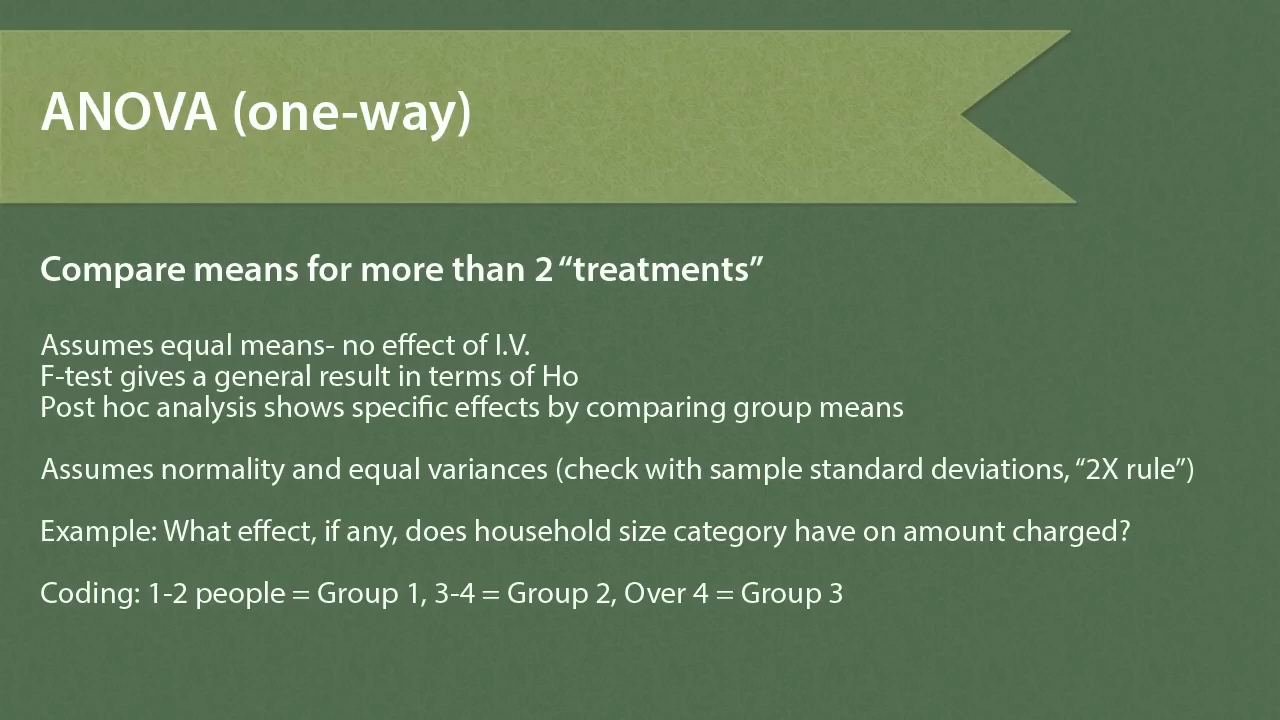 ANOVA (one-way)
Compare means for more than 2 “treatments”
Assumes equal means- no effect of I.V.
F-test gives a general result in terms of Ho
Post hoc analysis shows specific effects by comparing group means
Assumes normality and equal variances (check with sample standard deviations, “2X rule”)
Example: What effect, if any, does household size category have on amount charged?
Coding: 1-2 people = Group 1, 3-4 = Group 2, Over 4 = Group 3